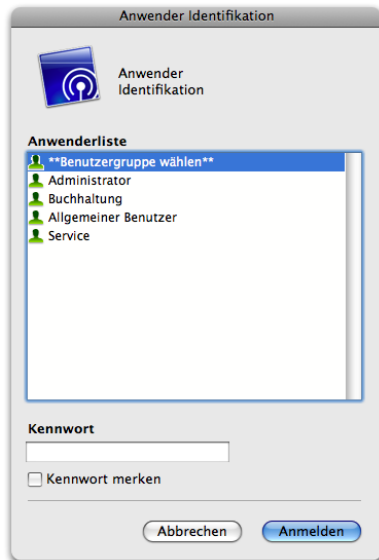 Anwender Identifikation
Anwender
Identifikation
Anwenderliste
**Benutzergruppe wählen**
Administrator
Buchhaltung
Allgemeiner Benutzer
Service
Kennwort
Kennwort merken
Abbrechen Anmelden